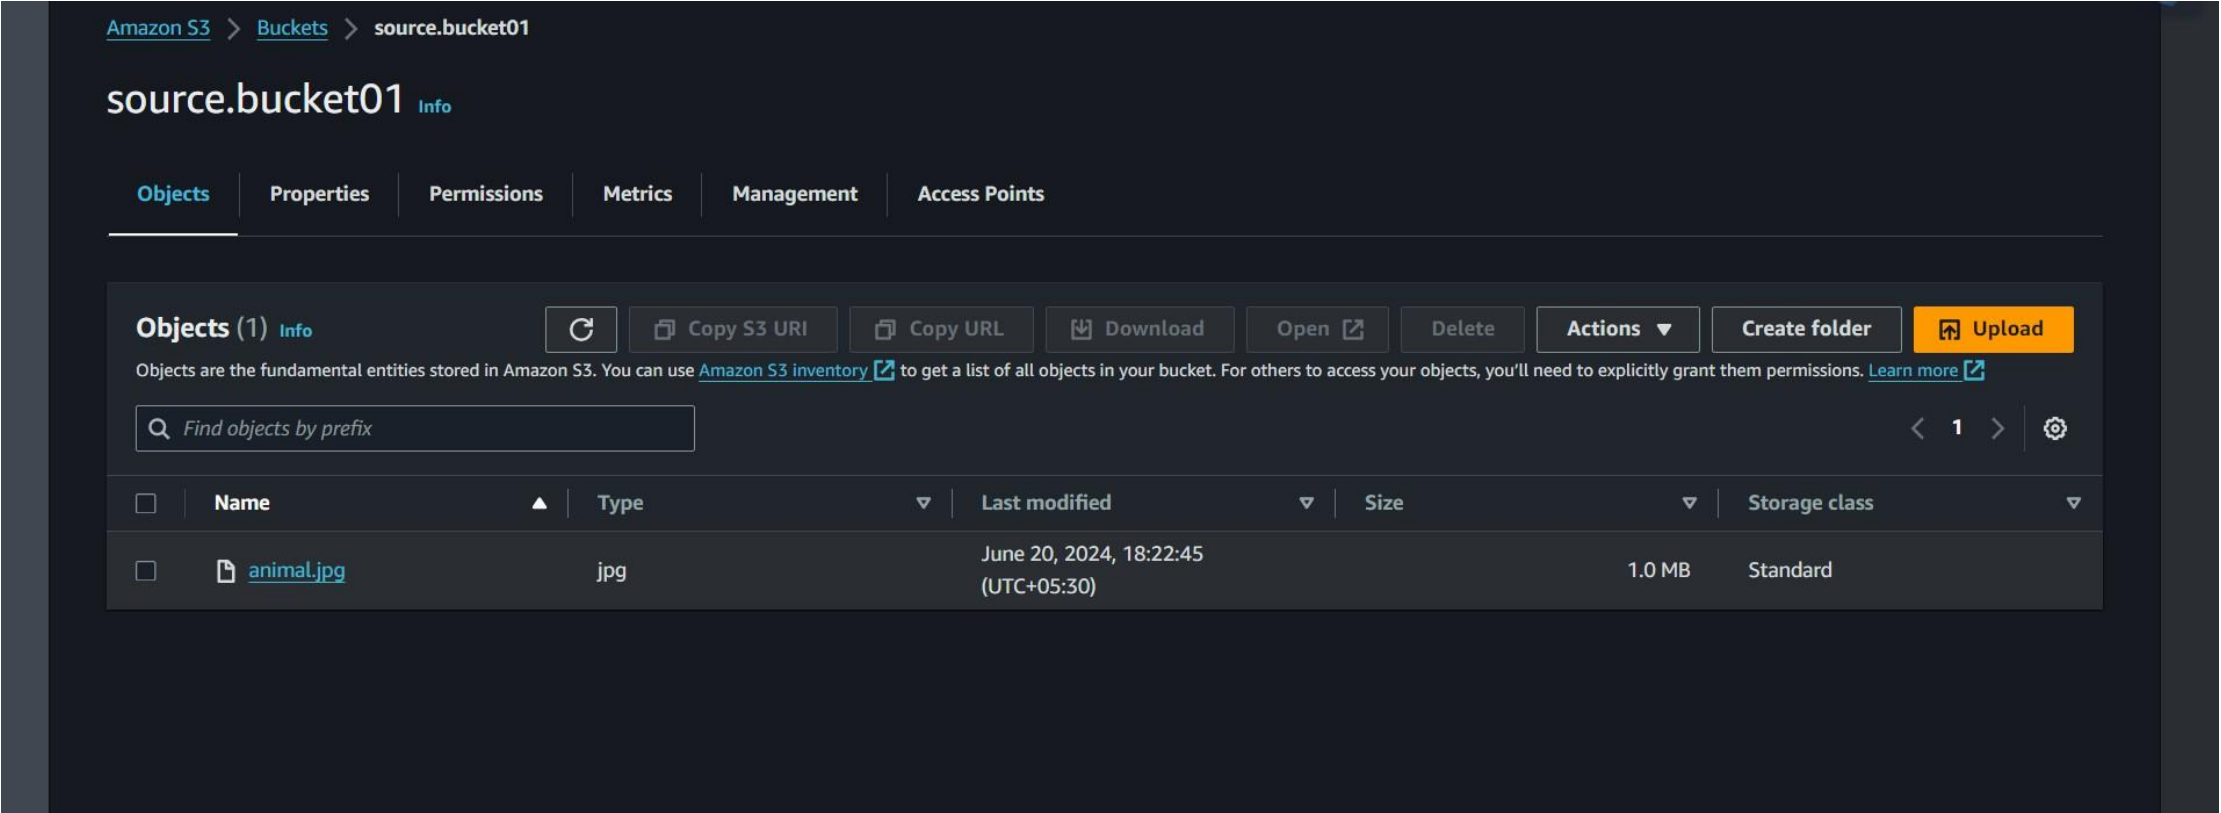 Amazon S3 > Buckets > source.bucket01
source.bucket01 Info
Objects Properties Permissions Metrics Management Access Points
Objects (1) Info Copy S3 URI Copy URL Download Open Delete Actions Create folder Upload
Objects are the fundamental entities stored in Amazon S3. You can use Amazon S3 inventory to get a list of all objects in your bucket. For others to access your objects, you'll need to explicitly grant them permissions. Learn more
Find objects by prefix 1
Name Type Last modified Size Storage class
animal.jpg jpg June 20, 2024, 18:22:45 1.0 MB Standard
(UTC+05:30)